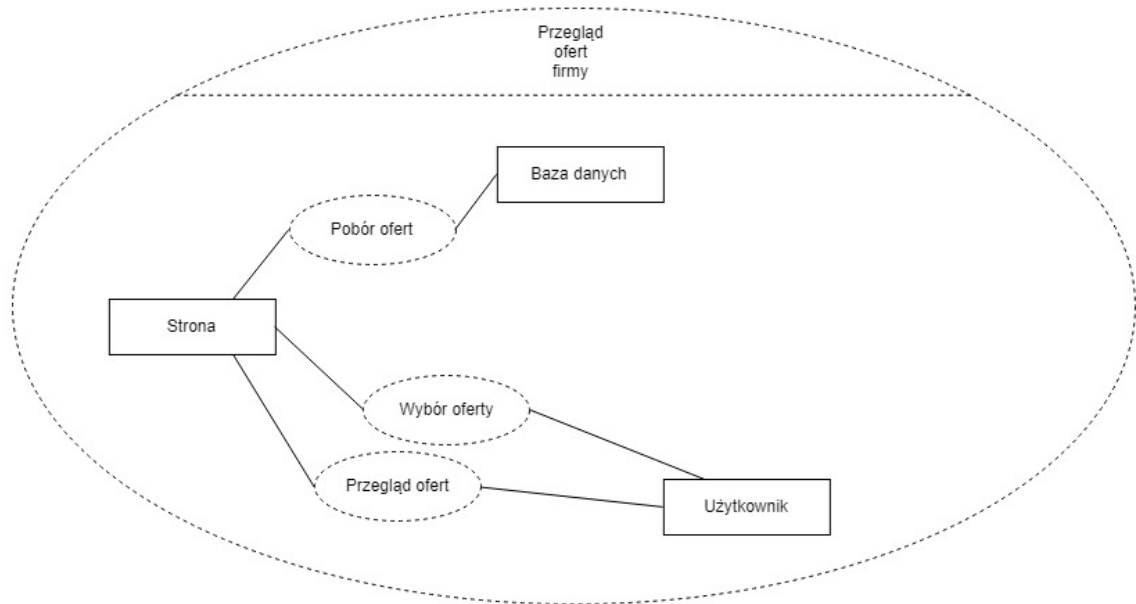 Przegląd
ofert
firmy
Baza danych
Pobór ofert
Strona
Wybór oferty
Przegląd ofert
Użytkownik